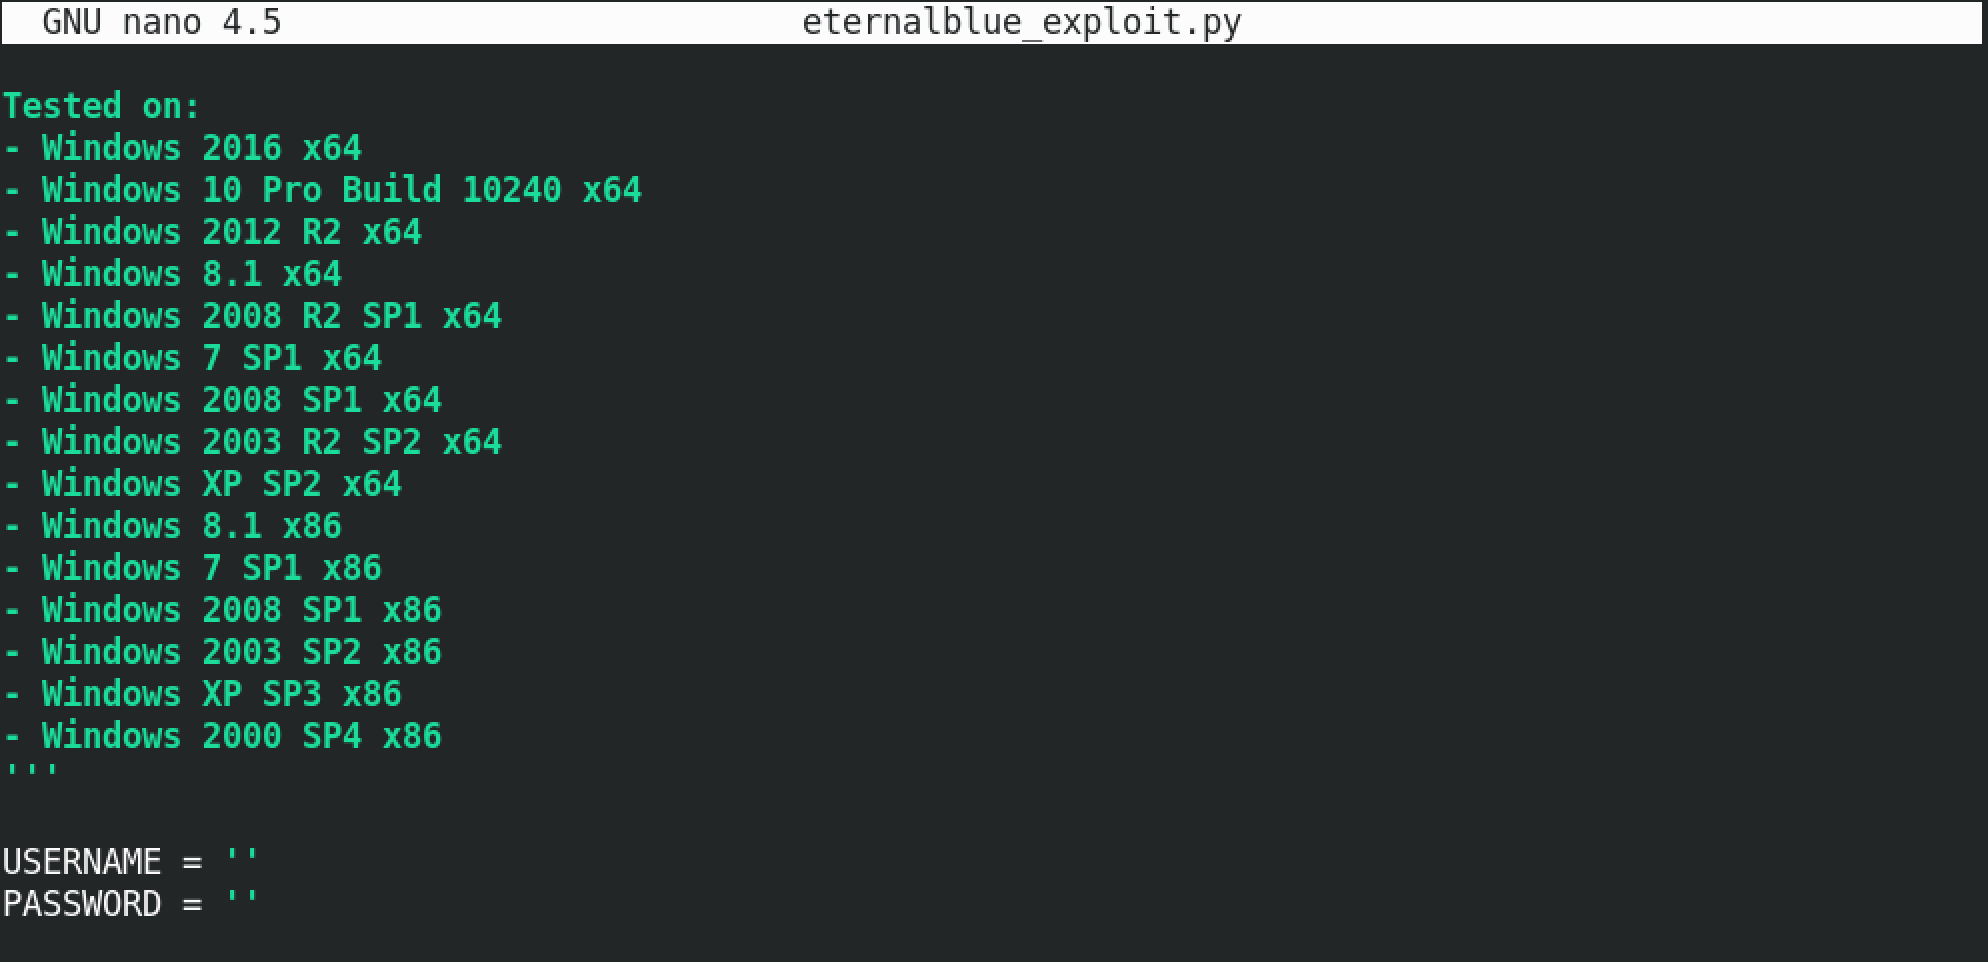 GNU nano 4.5 eternalblue_exploit.py
Tested on:
- Windows 2016 x64
- Windows 10 Pro Build 10240 x64
- Windows 2012 R2 x64
- Windows 8.1 x64
- Windows 2008 R2 SP1 x64
- Windows 7 SP1 x64
- Windows 2008 SP1 x64
- Windows 2003 R2 SP2 x64
- Windows XP SP2 x64
- Windows 8.1 x86
- Windows 7 SP1 x86
- Windows 2008 SP1 x86
- Windows 2003 SP2 x86
- Windows XP SP3 x86
- Windows 2000 SP4 x86
'''
USERNAME = ''
PASSWORD = ''